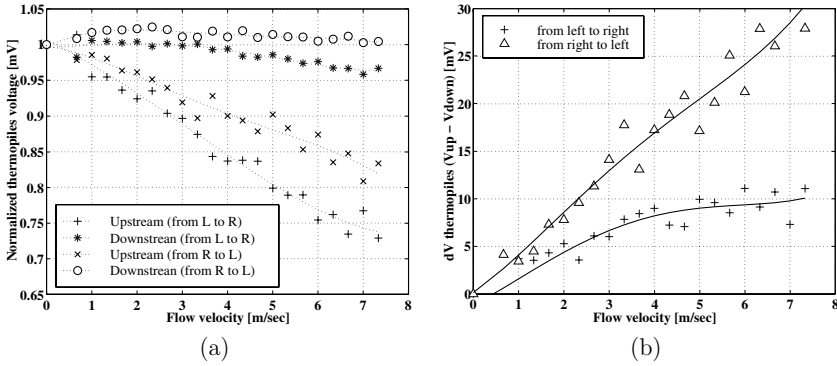 Normalized thermopiles voltage [mV]
1.05
1
0.95
0.9
0.85
0.8
0.75
0.7
0.65
Upstream (from L to R)
Downstrean (from L to R)
Upstream (from R to L)
Downstrean (from R to L)
0 1 2 3 4 5 6 7 8
Flow velocity [m/sec]
(a)
dV thermopiles (Vup − Vdown) [mV]
30
25
20
15
10
5
0
from left to right
from right to left
0 1 2 3 4 5 6 7 8
Flow velocity [m/sec]
(b)